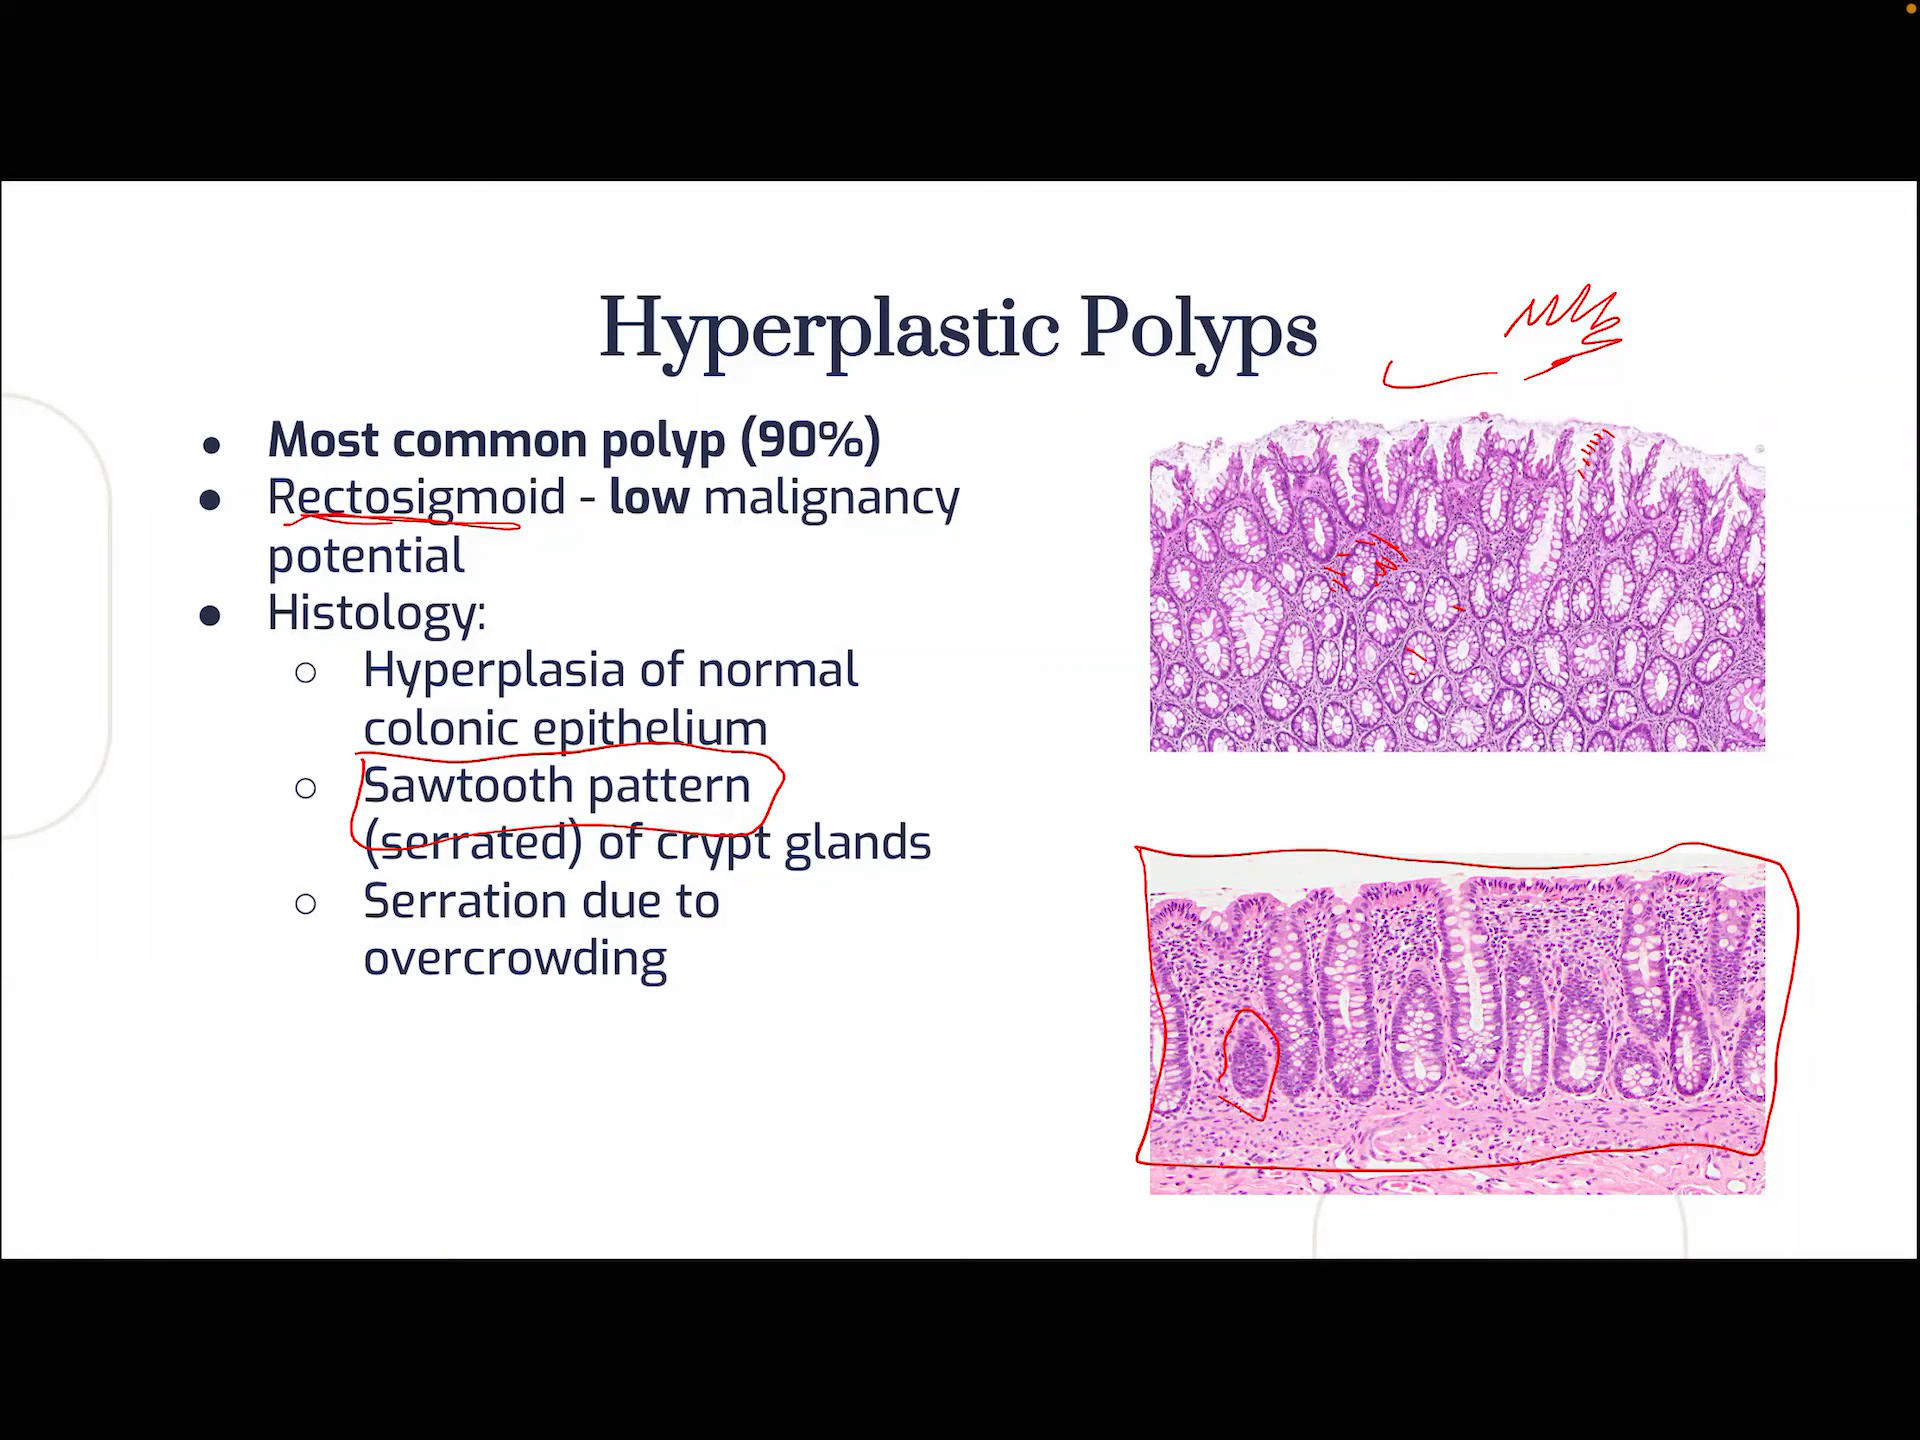 Hyperplastic Polyps
Most common polyp (90%)
Rectosigmoid - low malignancy
potential
Histology:
Hyperplasia of normal
colonic epithelium
Sawtooth pattern
(serrated) of crypt glands
Serration due to
overcrowding